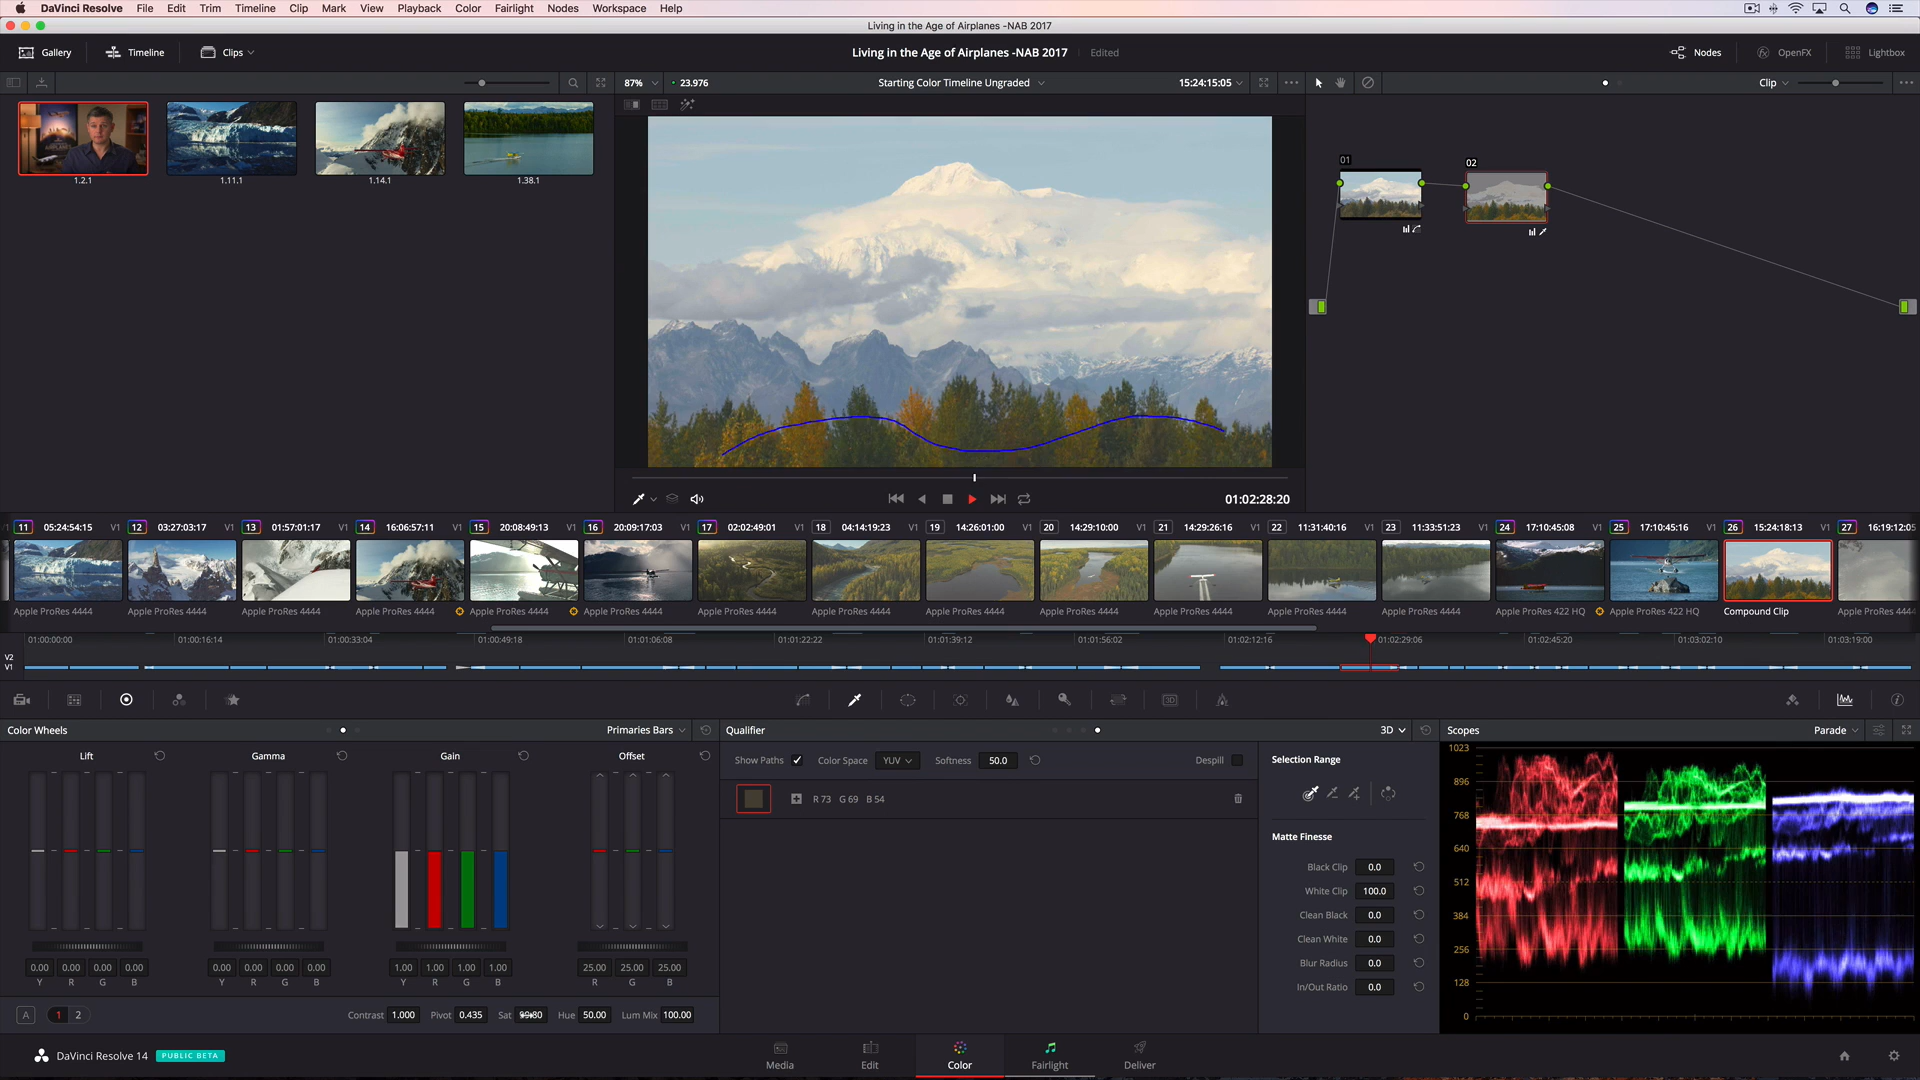 DaVinci Resolve File Edit Trim Timeline Clip Mark View Playback Color Fairlight Nodes Workspace Help
Living in the Age of Airplanes -NAB 2017
Gallery Timeline Clips Living in the Age of Airplanes -NAB 2017 Edited Nodes OpenFX Lightbox
87% 23.976 Starting Color Timeline Ungraded 15:24:15:05 Clip
1.2.1 1.11.1 1.14.1 1.38.1
01 02
01:02:28:20
11 05:24:54:15 V1 12 03:27:03:17 V1 13 01:57:01:17 V1 14 16:06:57:11 V1 15 20:08:49:13 V1 16 20:09:17:03 V1 17 02:02:49:01 V1 18 04:14:19:23 V1 19 14:26:01:00 V1 20 14:29:10:00 V1 21 14:29:26:16 V1 22 11:31:40:16 V1 23 11:33:51:23 V1 24 17:10:45:08 V1 25 17:10:45:16 V1 26 15:24:18:13 V1 27 16:19:12:05
Apple ProRes 4444 Apple ProRes 4444 Apple ProRes 4444 Apple ProRes 4444 Apple ProRes 4444 Apple ProRes 4444 Apple ProRes 4444 Apple ProRes 4444 Apple ProRes 4444 Apple ProRes 4444 Apple ProRes 4444 Apple ProRes 4444 Apple ProRes 4444 Apple ProRes 422 HQ Apple ProRes 422 HQ Compound Clip Apple ProRes 4444
01:00:00:00 01:00:16:14 01:00:33:04 01:00:49:18 01:01:06:08 01:01:22:22 01:01:39:12 01:01:56:02 01:02:12:16 01:02:29:06 01:02:45:20 01:03:02:10 01:03:19:00
V2
V1
Color Wheels Primaries Bars Qualifier 3D Scopes Parade
Lift Gamma Gain Offset
0.00 0.00 0.00 0.00 0.00 0.00 0.00 0.00 1.00 1.00 1.00 1.00 25.00 25.00 25.00
Y R G B Y R G B Y R G B R G B
A 1 2 Contrast 1.000 Pivot 0.435 Sat Hue 50.00 Lum Mix 100.00
Show Paths Color Space YUV Softness 50.0 Despill
R 73 G 69 B 54
Selection Range
Matte Finesse
Black Clip 0.0
White Clip 100.0
Clean Black 0.0
Clean White 0.0
Blur Radius 0.0
In/Out Ratio 0.0
1023
896
768
640
512
384
256
128
0
DaVinci Resolve 14 PUBLIC BETA
Media Edit Color Fairlight Deliver